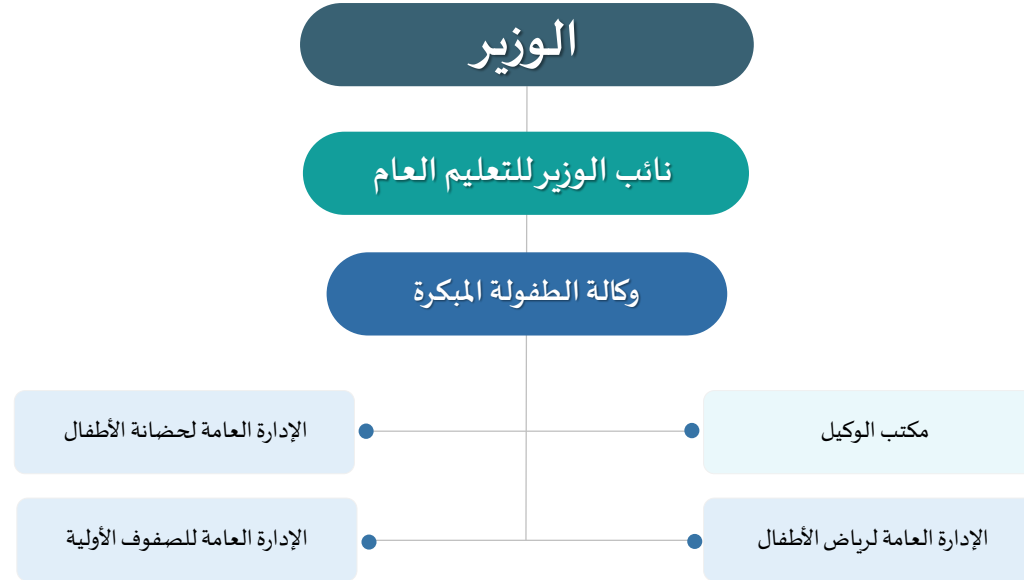 الوزير
نائب الوزير للتعليم العام
وكالة الطفولة المبكرة
مكتب الوكيل
الإدارة العامة لحضانة الأطفال
الإدارة العامة لرياض الأطفال
الإدارة العامة للصفوف الأولية